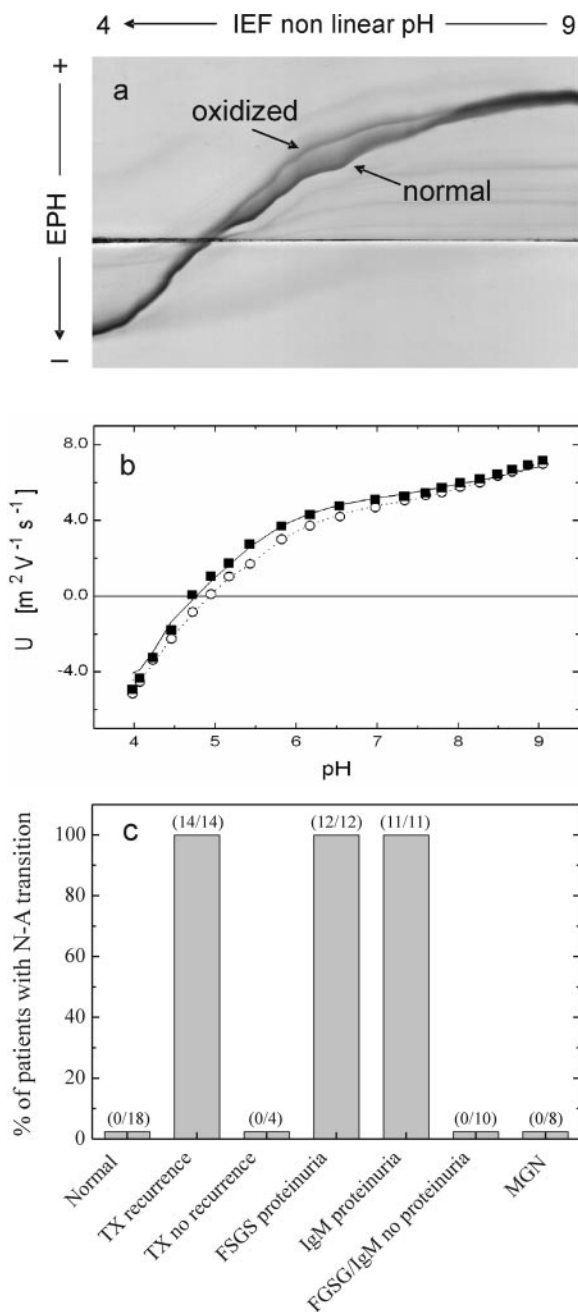 4 ← IEF non linear pH — 9
a
+
EPH
I
oxidized
normal
b
8.0
4.0
0.0
-4.0
U [m 2 V -1 s -1 ]
4 5 6 7 8 9
pH
c
% of patients with N-A transition
100
80
60
40
20
0
(0/18) (14/14) (0/4) (12/12) (11/11) (0/10) (0/8)
Normal
TX recurrence
TX no recurrence
FSGS proteinuria
IgM proteinuria
FGSG/IgM no proteinuria
MGN